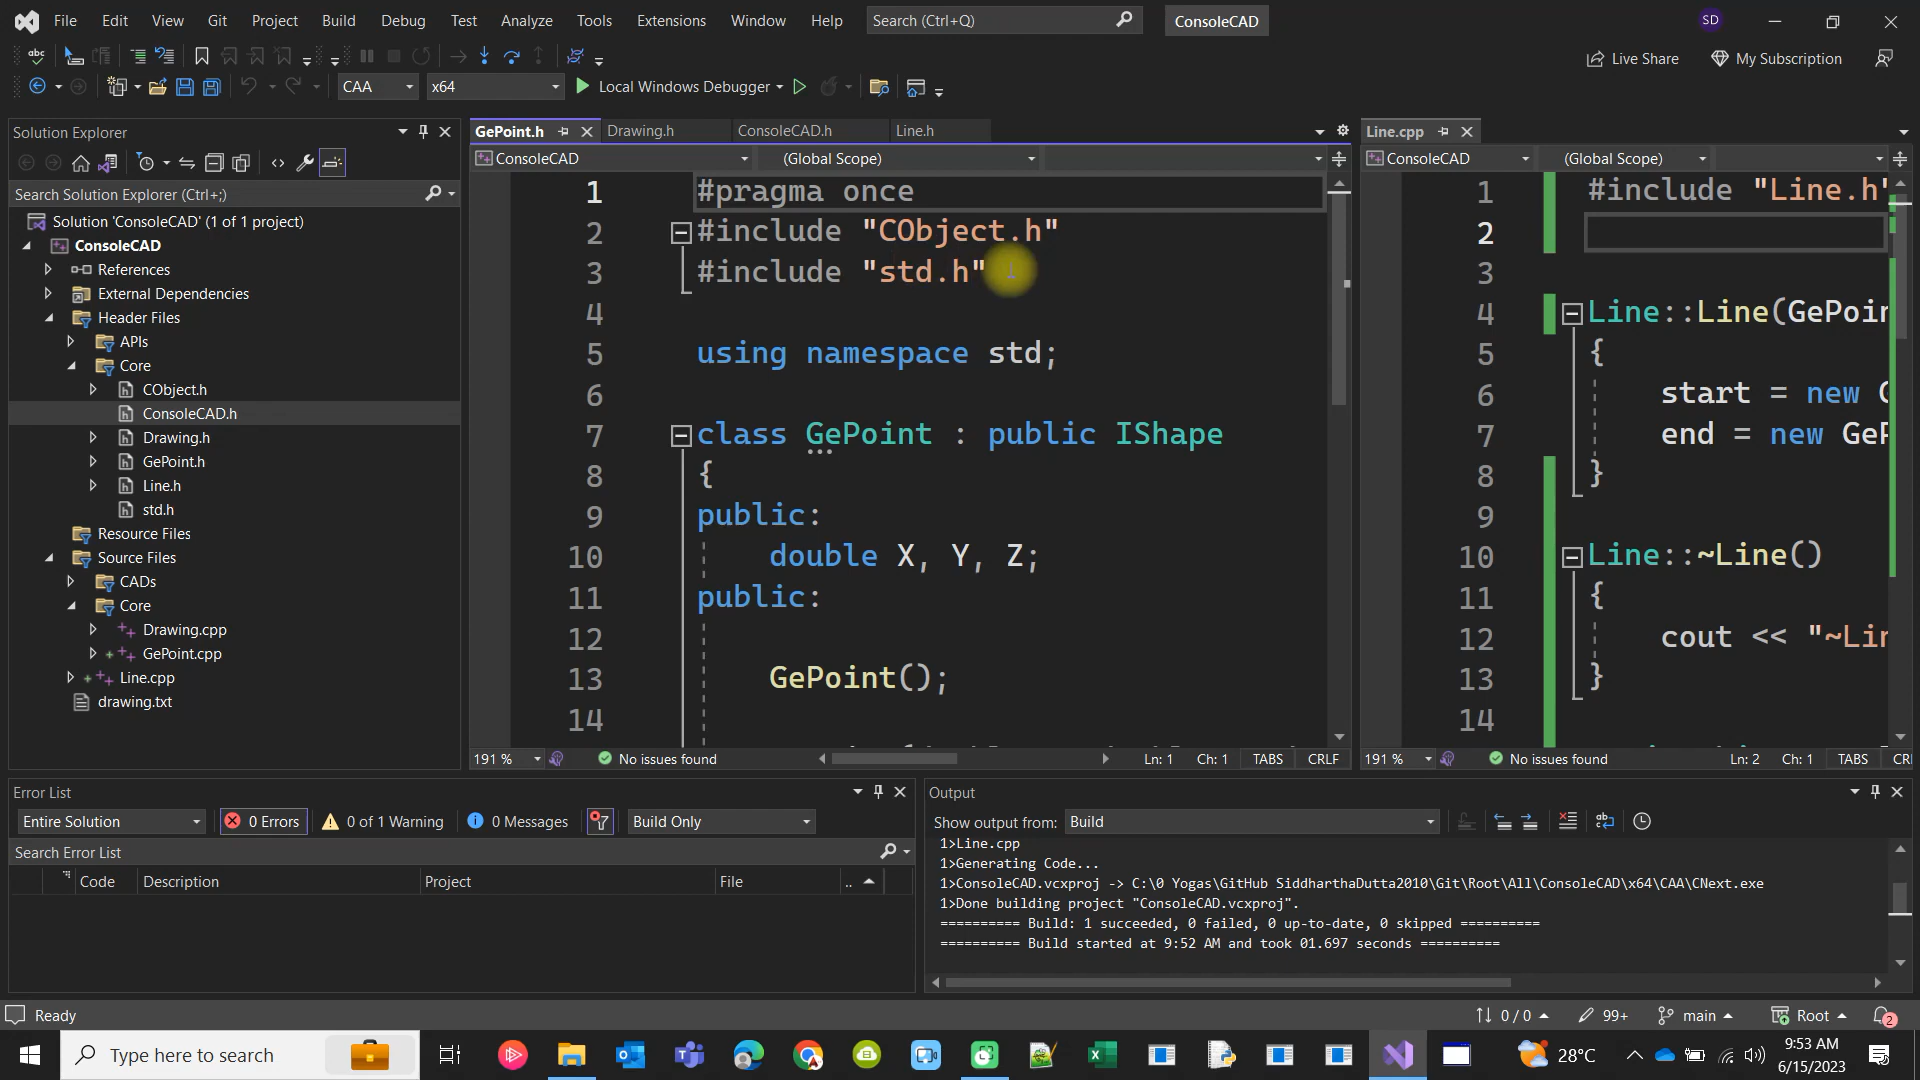 File Edit View Git Project Build Debug Test Analyze Tools Extensions Window Help Search (Ctrl+Q) ConsoleCAD SD
abc Live Share My Subscription
CAA x64 Local Windows Debugger
Solution Explorer
Search Solution Explorer (Ctrl+;)
Solution 'ConsoleCAD' (1 of 1 project)
ConsoleCAD
References
External Dependencies
Header Files
APIs
Core
CObject.h
ConsoleCAD.h
Drawing.h
GePoint.h
Line.h
std.h
Resource Files
Source Files
CADs
Core
Drawing.cpp
GePoint.cpp
Line.cpp
drawing.txt
GePoint.h Drawing.h ConsoleCAD.h Line.h
ConsoleCAD (Global Scope)
1 #pragma once
2 #include "CObject.h"
3 #include "std.h"
4
5 using namespace std;
6
7 class GePoint : public IShape
8 {
9 public:
10 double X, Y, Z;
11 public:
12
13 GePoint();
14
191 % No issues found Ln: 1 Ch: 1 TABS CRLF
Line.cpp
ConsoleCAD (Global Scope)
1 #include "Line.h"
2
3
4 Line::Line(GePoin
5 {
6 start = new G
7 end = new GeP
8 }
9
10 Line::~Line()
11 {
12 cout << "~Lin
13 }
14
191 % No issues found Ln: 2 Ch: 1 TABS CR
Error List
Entire Solution 0 Errors 0 of 1 Warning 0 Messages Build Only
Search Error List
Code Description Project File ..
Output
Show output from: Build
1>Line.cpp
1>Generating Code...
1>ConsoleCAD.vcxproj -> C:\0 Yogas\GitHub SiddharthaDutta2010\Git\Root\All\ConsoleCAD\x64\CAA\CNext.exe
1>Done building project "ConsoleCAD.vcxproj".
========== Build: 1 succeeded, 0 failed, 0 up-to-date, 0 skipped ==========
========== Build started at 9:52 AM and took 01.697 seconds ==========
Ready 0 / 0 99+ main Root 2
Type here to search 28°C 9:53 AM
6/15/2023